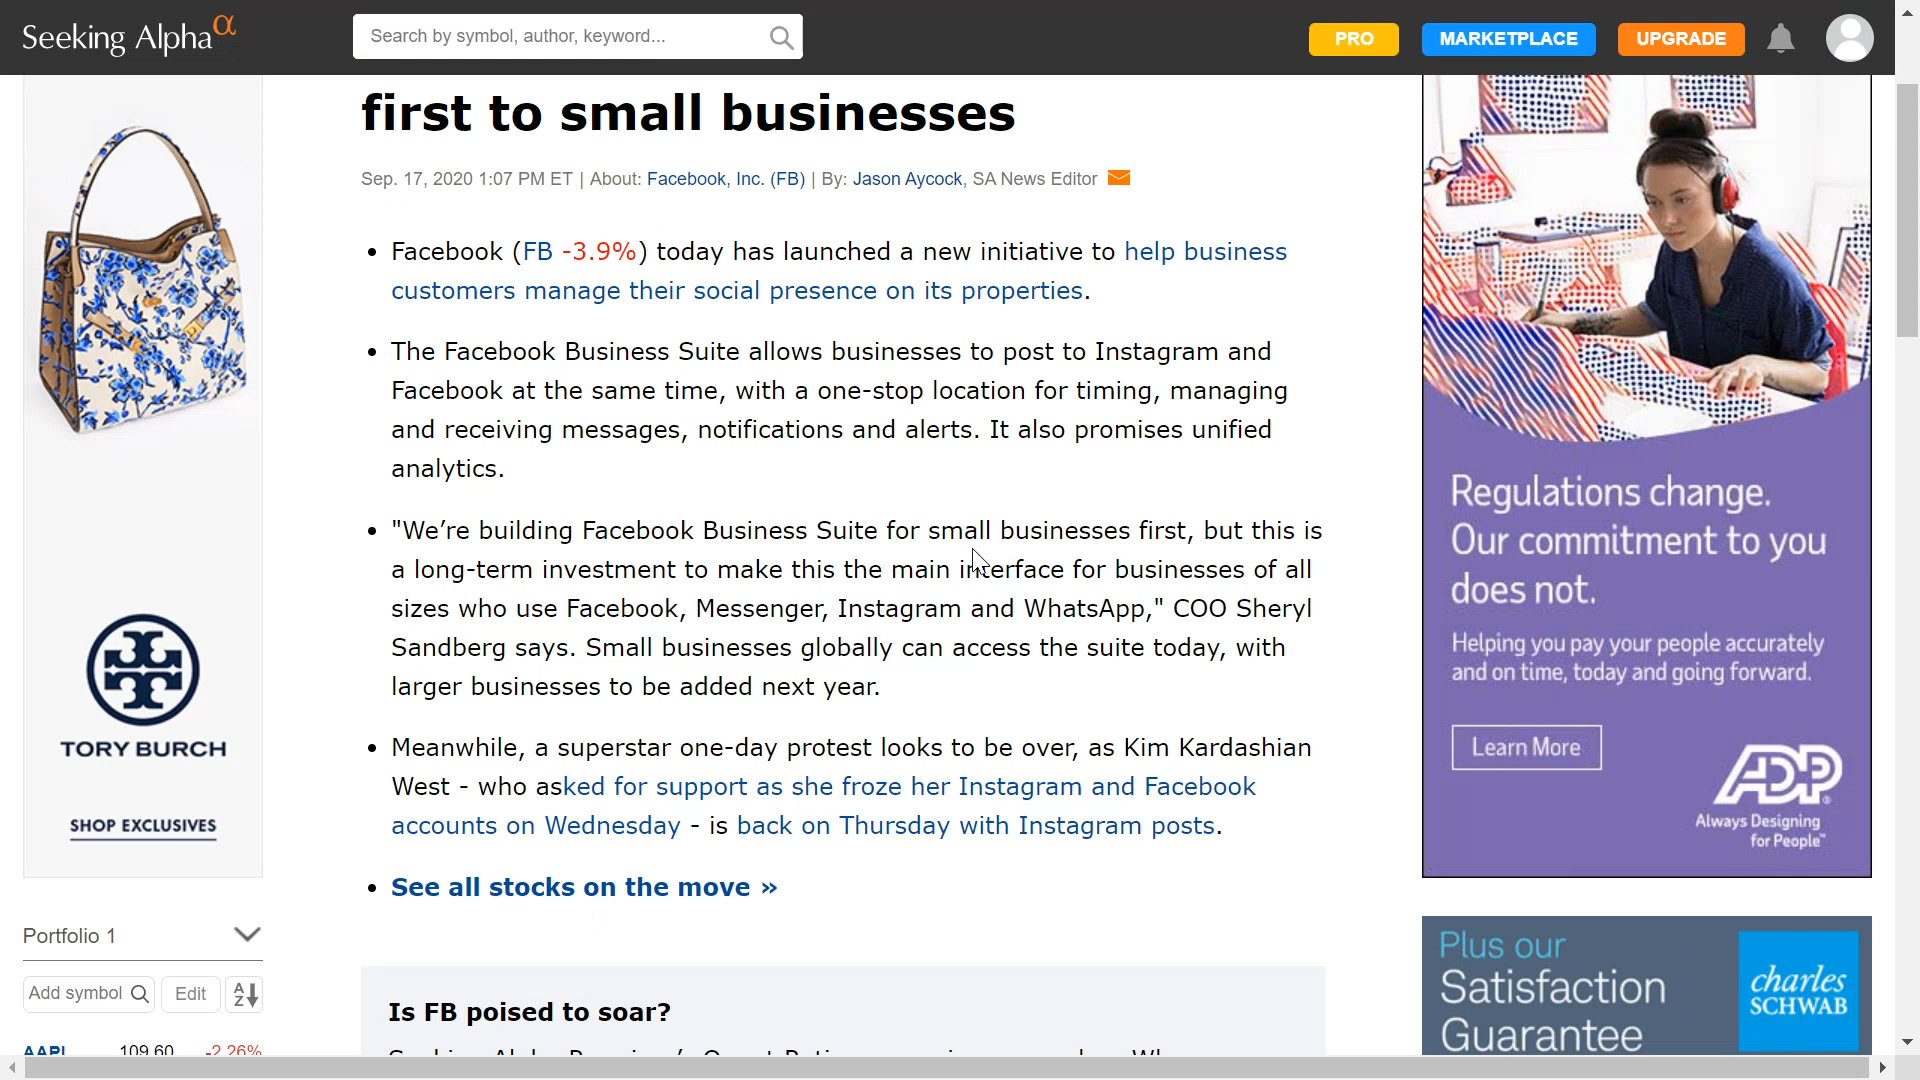 Seeking Alpha α
Search by symbol, author, keyword...
PRO
MARKETPLACE
UPGRADE
first to small businesses
Sep. 17, 2020 1:07 PM ET | About: Facebook, Inc. (FB) | By: Jason Aycock, SA News Editor
• Facebook (FB -3.9%) today has launched a new initiative to help business
customers manage their social presence on its properties.
• The Facebook Business Suite allows businesses to post to Instagram and
Facebook at the same time, with a one-stop location for timing, managing
and receiving messages, notifications and alerts. It also promises unified
analytics.
• "We’re building Facebook Business Suite for small businesses first, but this is
a long-term investment to make this the main interface for businesses of all
sizes who use Facebook, Messenger, Instagram and WhatsApp," COO Sheryl
Sandberg says. Small businesses globally can access the suite today, with
larger businesses to be added next year.
• Meanwhile, a superstar one-day protest looks to be over, as Kim Kardashian
West - who asked for support as she froze her Instagram and Facebook
accounts on Wednesday - is back on Thursday with Instagram posts.
• See all stocks on the move »
Is FB poised to soar?
TORY BURCH
SHOP EXCLUSIVES
Portfolio 1
Add symbol
Edit
A
Z
AAPL 109.60 -2.26%
Regulations change.
Our commitment to you
does not.
Helping you pay your people accurately
and on time, today and going forward.
Learn More
ADP
Always Designing
for People™
Plus our
Satisfaction
Guarantee
charles
SCHWAB